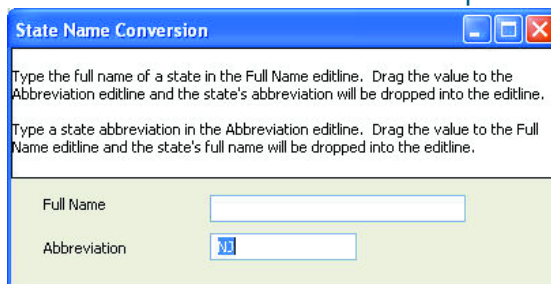 State Name Conversion
Type the full name of a state in the Full Name editline. Drag the value to the
Abbreviation editline and the state's abbreviation will be dropped into the editline.
Type a state abbreviation in the Abbreviation editline. Drag the value to the Full
Name editline and the state's full name will be dropped into the editline.
Full Name
Abbreviation NJ